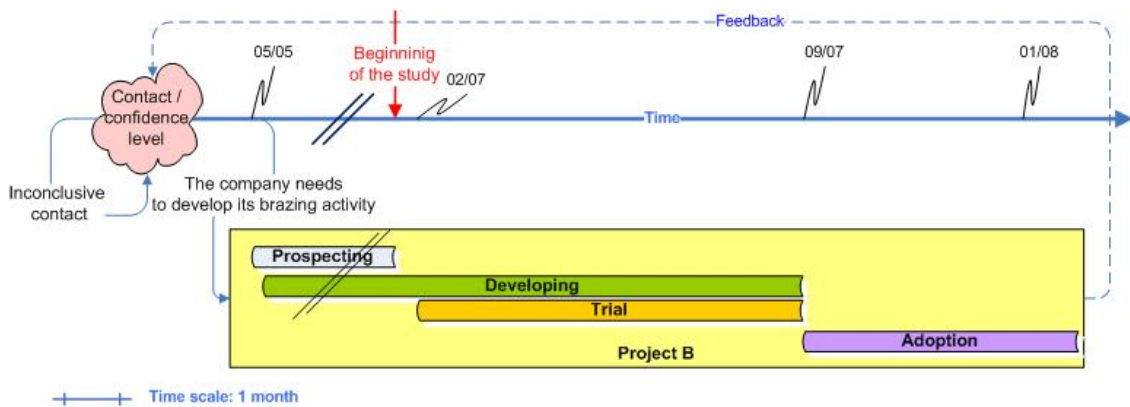 Feedback
05/05
Beginninig
of the study
02/07
09/07
01/08
Contact /
confidence
level
Time
Inconclusive
contact
The company needs
to develop its brazing activity
Prospecting
Developing
Trial
Adoption
Project B
Time scale: 1 month